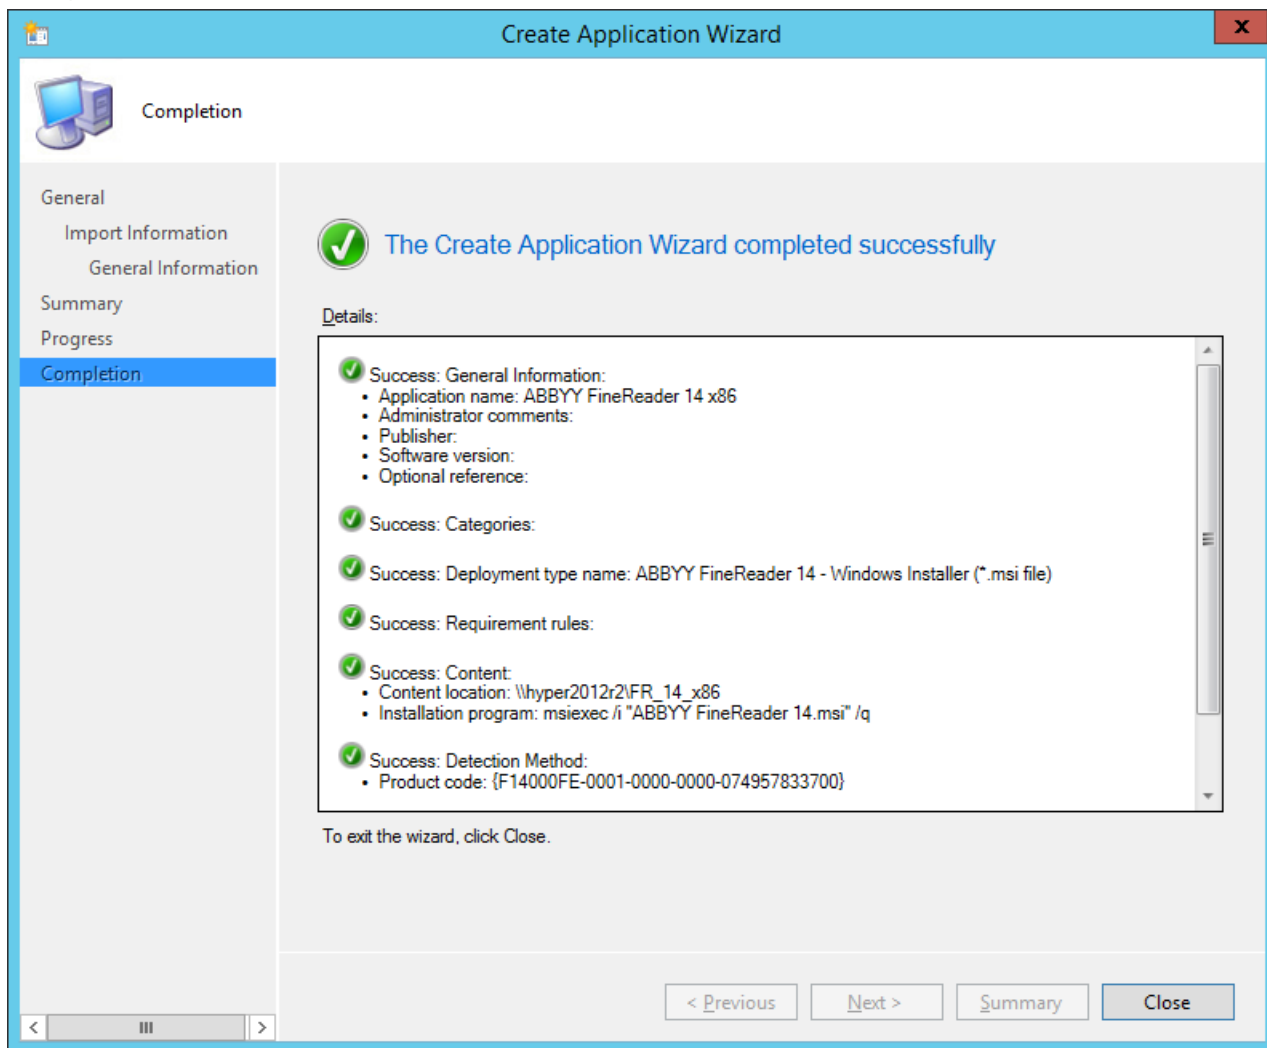 Create Application Wizard
x
Completion
General
Import Information
General Information
Summary
Progress
Completion
The Create Application Wizard completed successfully
Details:
Success: General Information:
• Application name: ABBYY FineReader 14 x86
• Administrator comments:
• Publisher:
• Software version:
• Optional reference:
Success: Categories:
Success: Deployment type name: ABBYY FineReader 14 - Windows Installer (*.msi file)
Success: Requirement rules:
Success: Content:
• Content location: \\hyper2012r2\FR_14_x86
• Installation program: msiexec /i "ABBYY FineReader 14.msi" /q
Success: Detection Method:
• Product code: {F14000FE-0001-0000-0000-074957833700}
To exit the wizard, click Close.
< Previous
Next >
Summary
Close